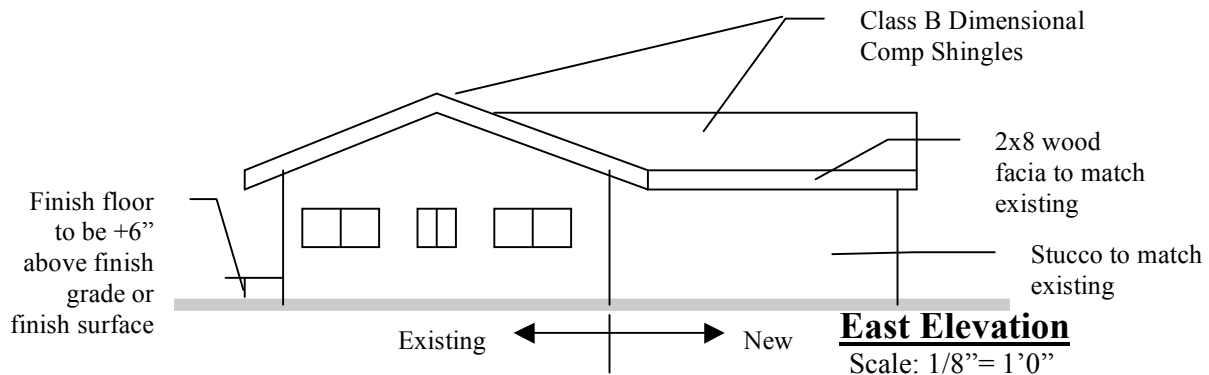 Class B Dimensional
Comp Shingles
2x8 wood
facia to match
existing
Finish floor
to be +6”
above finish
grade or
finish surface
Stucco to match
existing
Existing
New
East Elevation
Scale: 1/8”= 1’0”